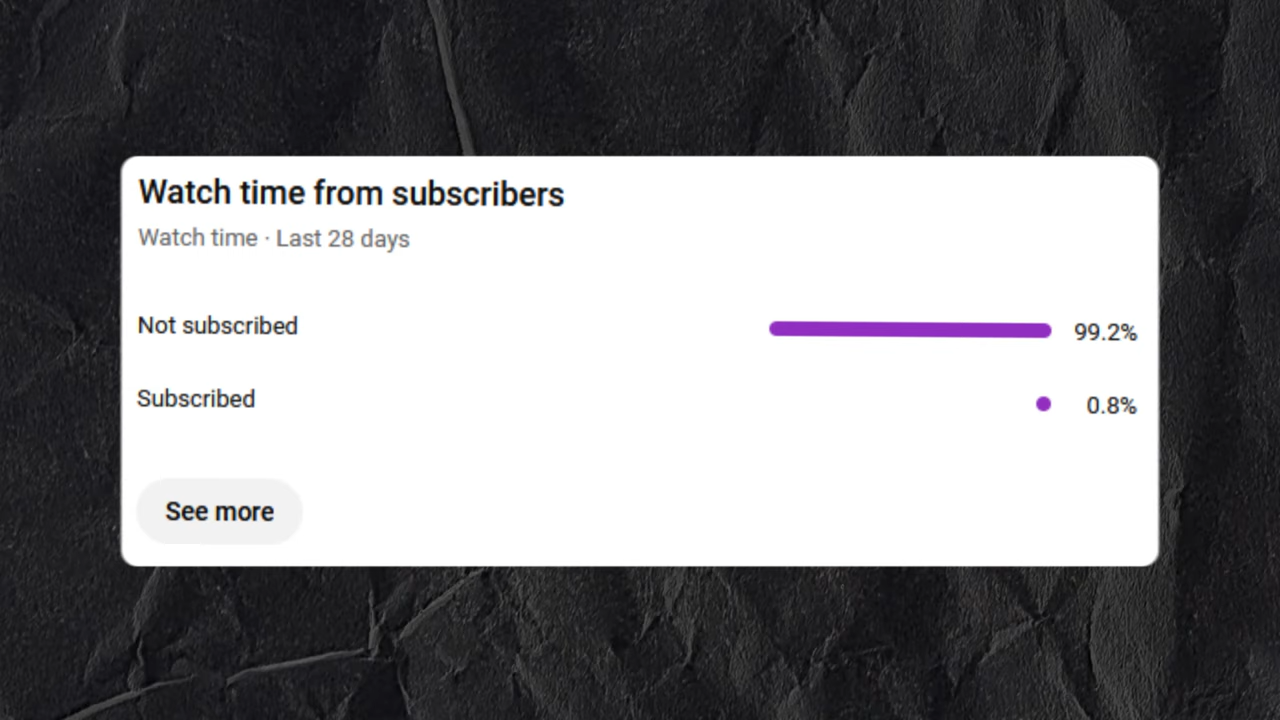 Watch time from subscribers
Watch time · Last 28 days
Not subscribed 99.2%
Subscribed 0.8%
See more